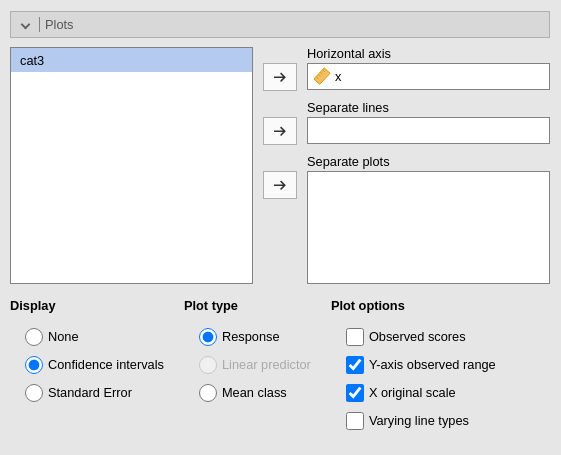 Plots
cat3
Horizontal axis
x
Separate lines
Separate plots
Display
None
Confidence intervals
Standard Error
Plot type
Response
Linear predictor
Mean class
Plot options
Observed scores
Y-axis observed range
X original scale
Varying line types